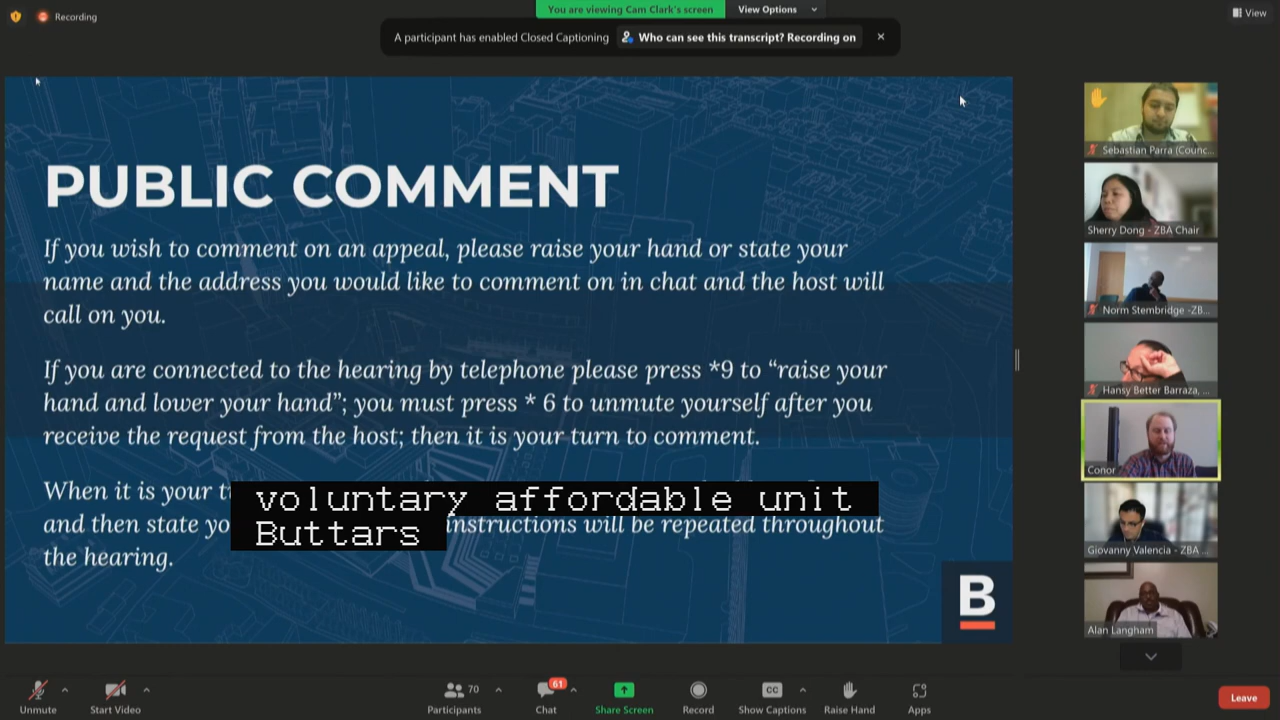 Recording
You are viewing Cam Clark's screen
View Options
View
A participant has enabled Closed Captioning
Who can see this transcript? Recording on
PUBLIC COMMENT
If you wish to comment on an appeal, please raise your hand or state your
name and the address you would like to comment on in chat and the host will
call on you.
If you are connected to the hearing by telephone please press *9 to “raise your
hand and lower your hand”; you must press * 6 to unmute yourself after you
receive the request from the host; then it is your turn to comment.
When it is your
and then state instructions will be repeated throughout
the hearing.
voluntary affordable unit
Buttars
B
Sebastian Parra (Counc...
Sherry Dong - ZBA Chair
Norm Stembridge -ZB...
Hansy Better Barraza, ...
Conor
Giovanny Valencia - ZBA ...
Alan Langham
Unmute
Start Video
70
Participants
61
Chat
Share Screen
Record
CC
Show Captions
Raise Hand
Apps
Leave